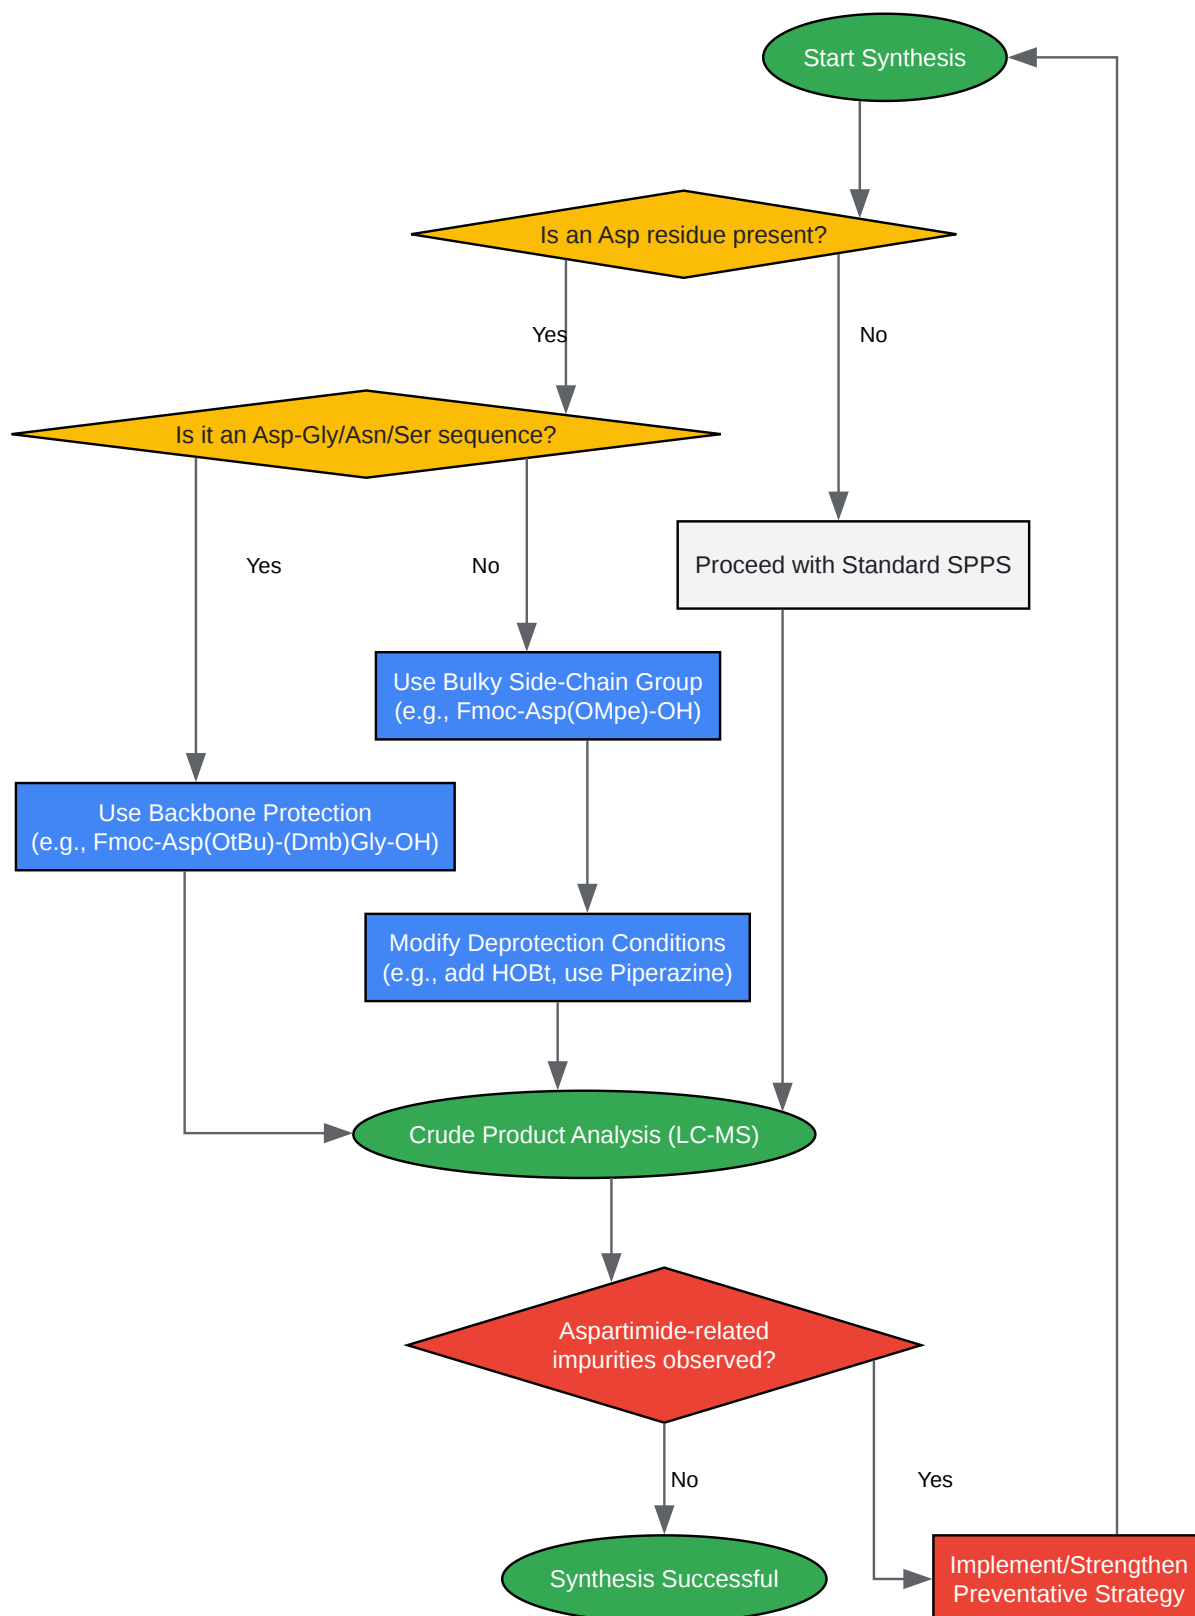 Start Synthesis
Is an Asp residue present?
Yes
No
Is it an Asp-Gly/Asn/Ser sequence?
Yes
No
Proceed with Standard SPPS
Use Bulky Side-Chain Group
(e.g., Fmoc-Asp(OMpe)-OH)
Use Backbone Protection
(e.g., Fmoc-Asp(OtBu)-(Dmb)Gly-OH)
Modify Deprotection Conditions
(e.g., add HOBt, use Piperazine)
Crude Product Analysis (LC-MS)
Aspartimide-related
impurities observed?
No
Yes
Synthesis Successful
Implement/Strengthen
Preventative Strategy